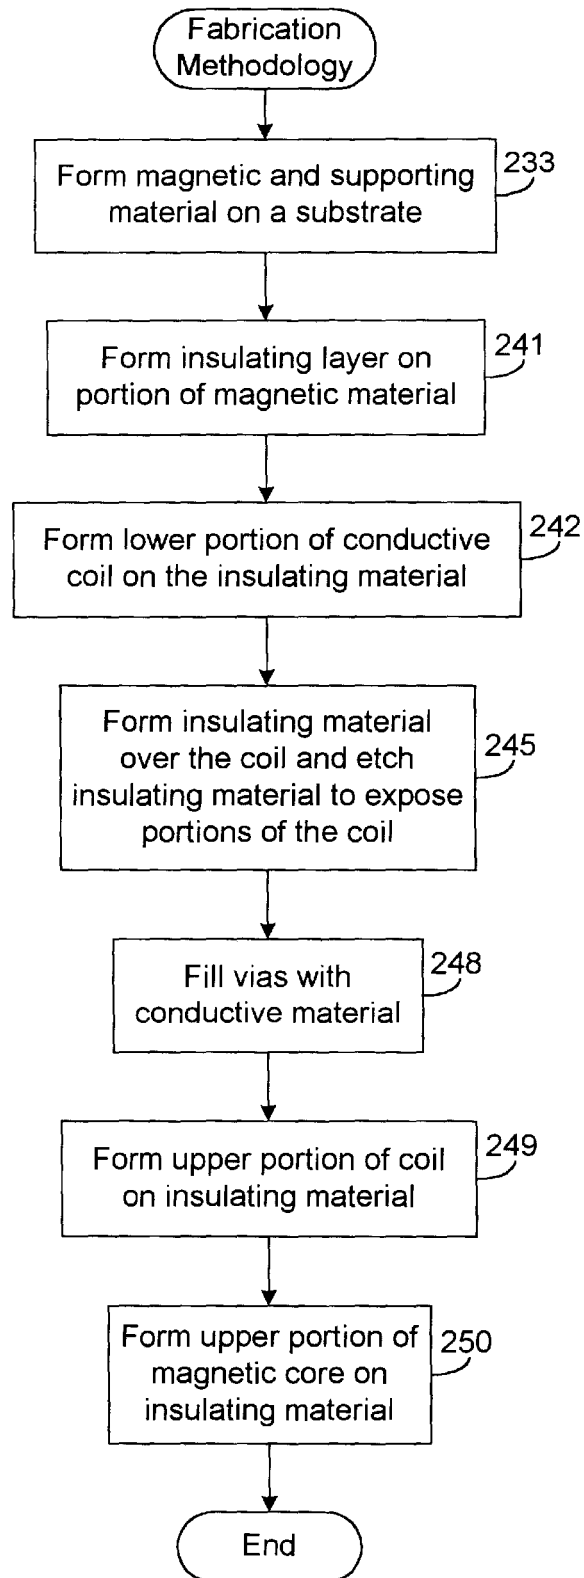 Fabrication
Methodology
Form magnetic and supporting
material on a substrate
233
Form insulating layer on
portion of magnetic material
241
Form lower portion of conductive
coil on the insulating material
242
Form insulating material
over the coil and etch
insulating material to expose
portions of the coil
245
Fill vias with
conductive material
248
Form upper portion of coil
on insulating material
249
Form upper portion of
magnetic core on
insulating material
250
End